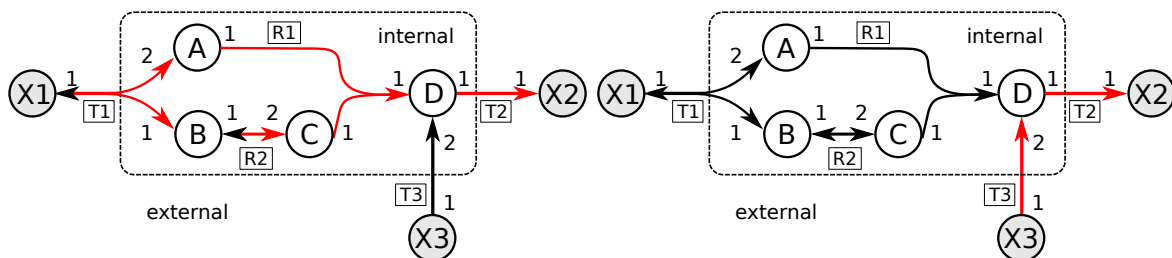 A 1 R1 internal
2
X1 1 T1 1 D 1 T2 1 X2
1 B 1 2 C 1
R2 2
T3
external 1
X3
A 1 R1 internal
2
X1 1 T1 1 D 1 T2 1 X2
1 B 1 2 C 1
R2 2
T3
external 1
X3